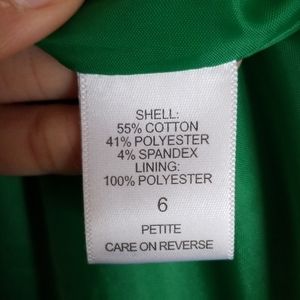 SHELL:
55% COTTON
41% POLYESTER
4% SPANDEX
LINING:
100% POLYESTER
6
PETITE
CARE ON REVERSE